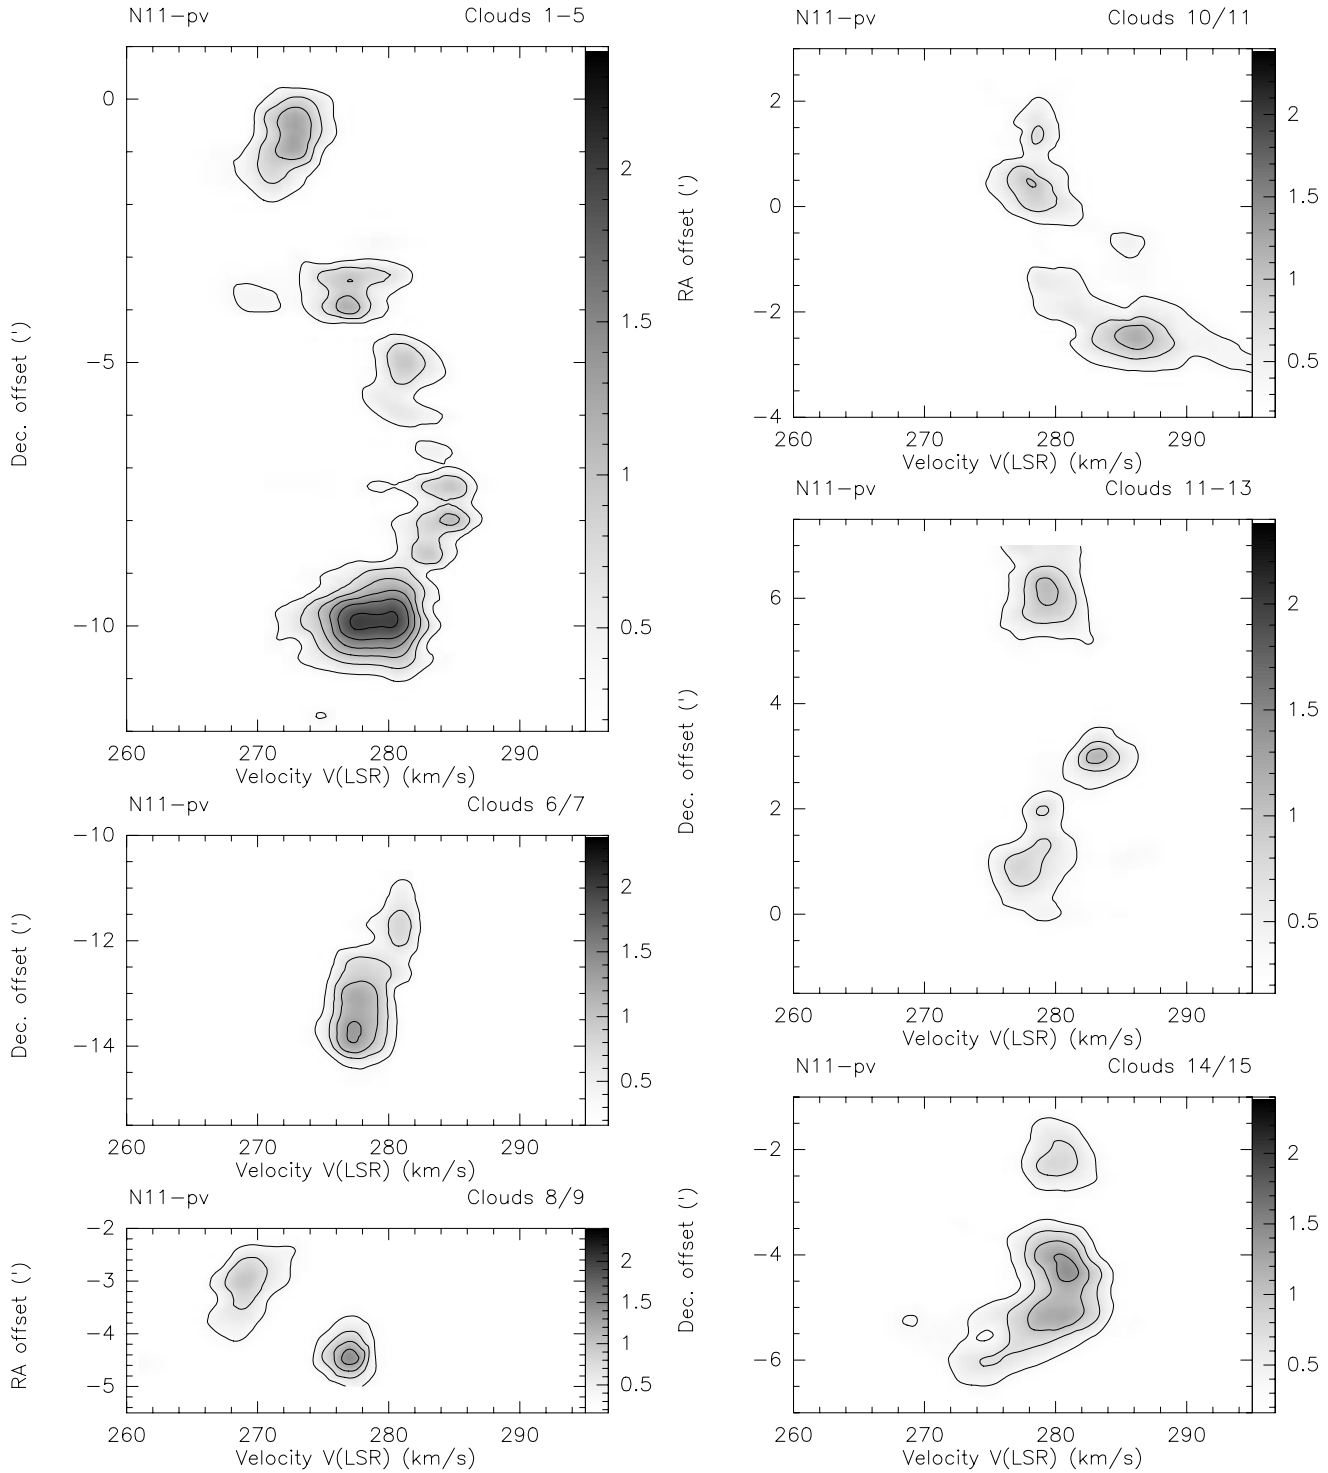 N11-pv Clouds 1-5
0
-5
-10
Dec. offset (')
2
1.5
1
0.5
260 270 280 290
Velocity V(LSR) (km/s)
N11-pv Clouds 6/7
-10
-12
-14
Dec. offset (')
2
1.5
1
0.5
260 270 280 290
Velocity V(LSR) (km/s)
N11-pv Clouds 8/9
-2
-3
-4
-5
RA offset (')
2
1.5
1
0.5
260 270 280 290
Velocity V(LSR) (km/s)
N11-pv Clouds 10/11
2
0
-2
-4
RA offset (')
2
1.5
1
0.5
260 270 280 290
Velocity V(LSR) (km/s)
N11-pv Clouds 11-13
6
4
2
0
Dec. offset (')
2
1.5
1
0.5
260 270 280 290
Velocity V(LSR) (km/s)
N11-pv Clouds 14/15
-2
-4
-6
Dec. offset (')
2
1.5
1
0.5
260 270 280 290
Velocity V(LSR) (km/s)